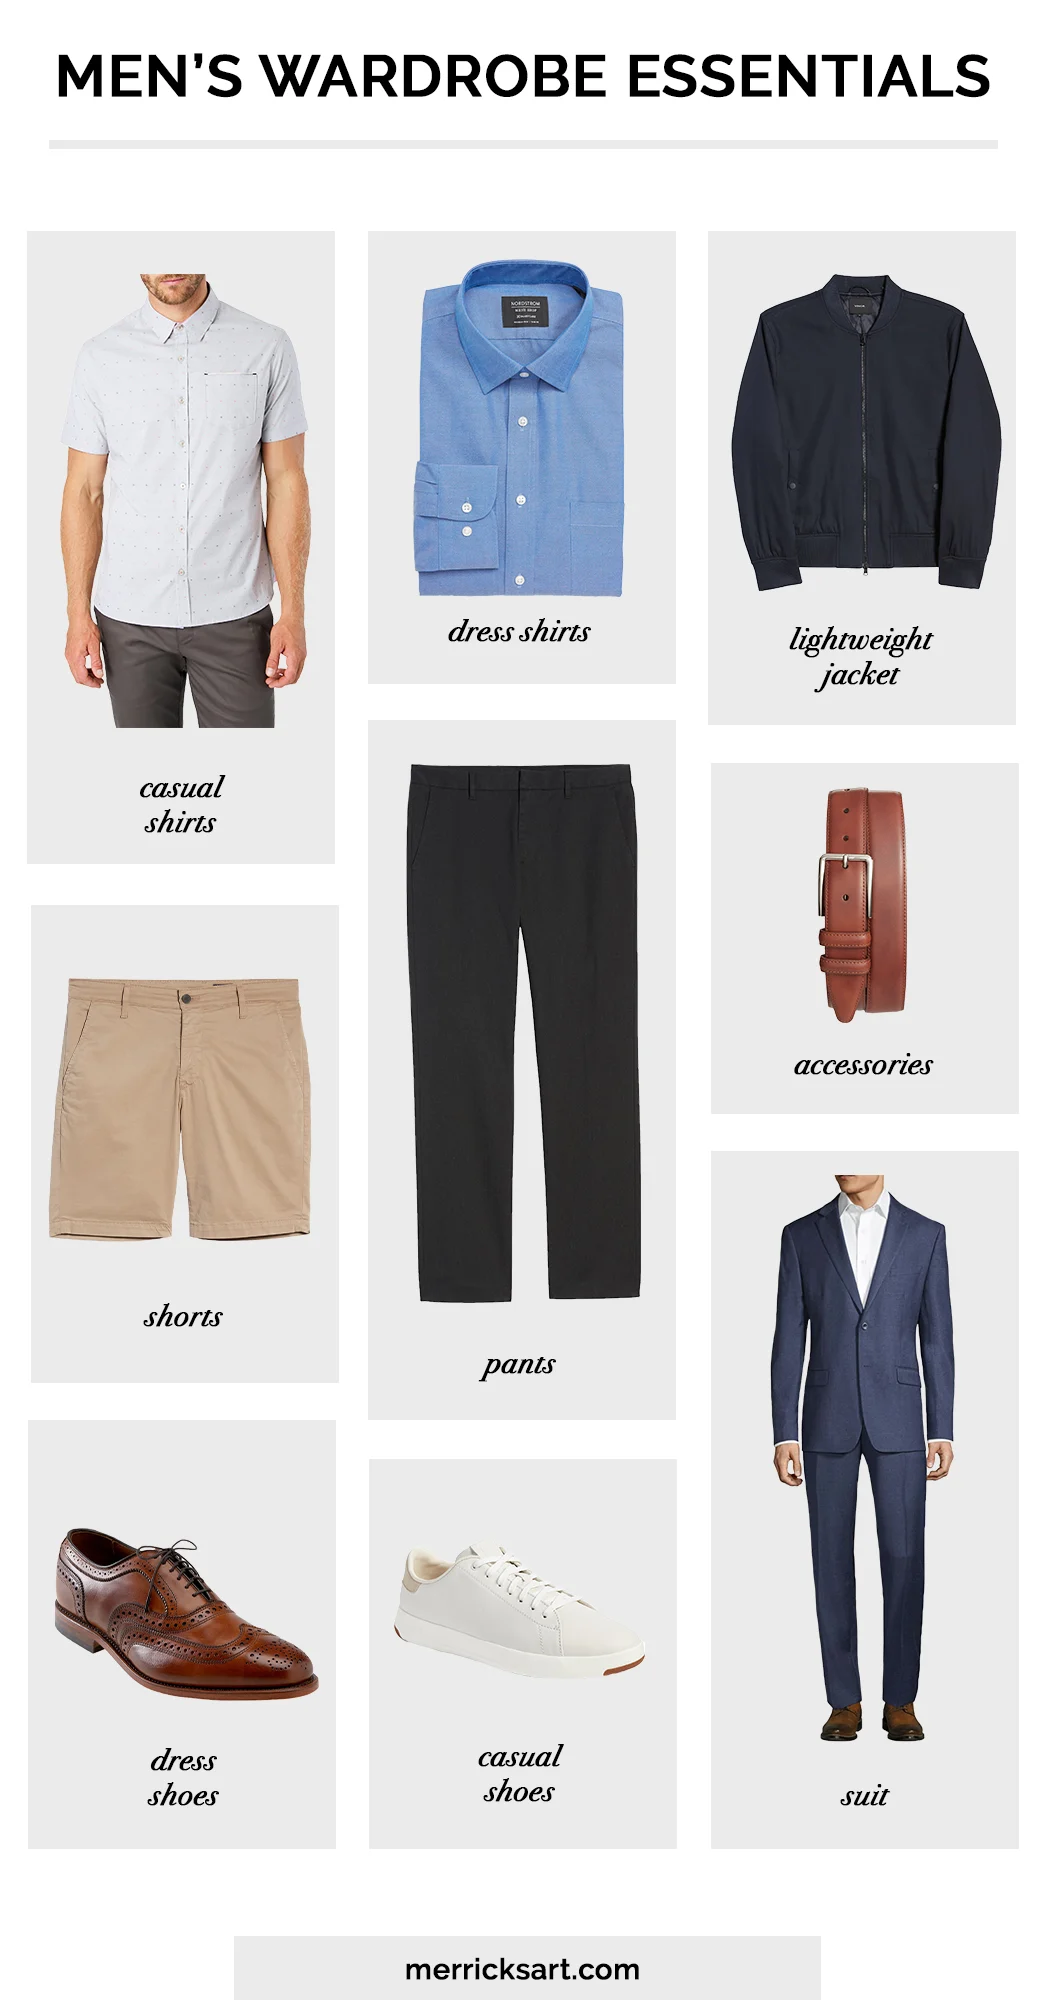 MEN'S WARDROBE ESSENTIALS
NORDSTROM
dress shirts
lightweight
jacket
casual
shirts
accessories
shorts
pants
dress
shoes
casual
shoes
suit
merricksart.com